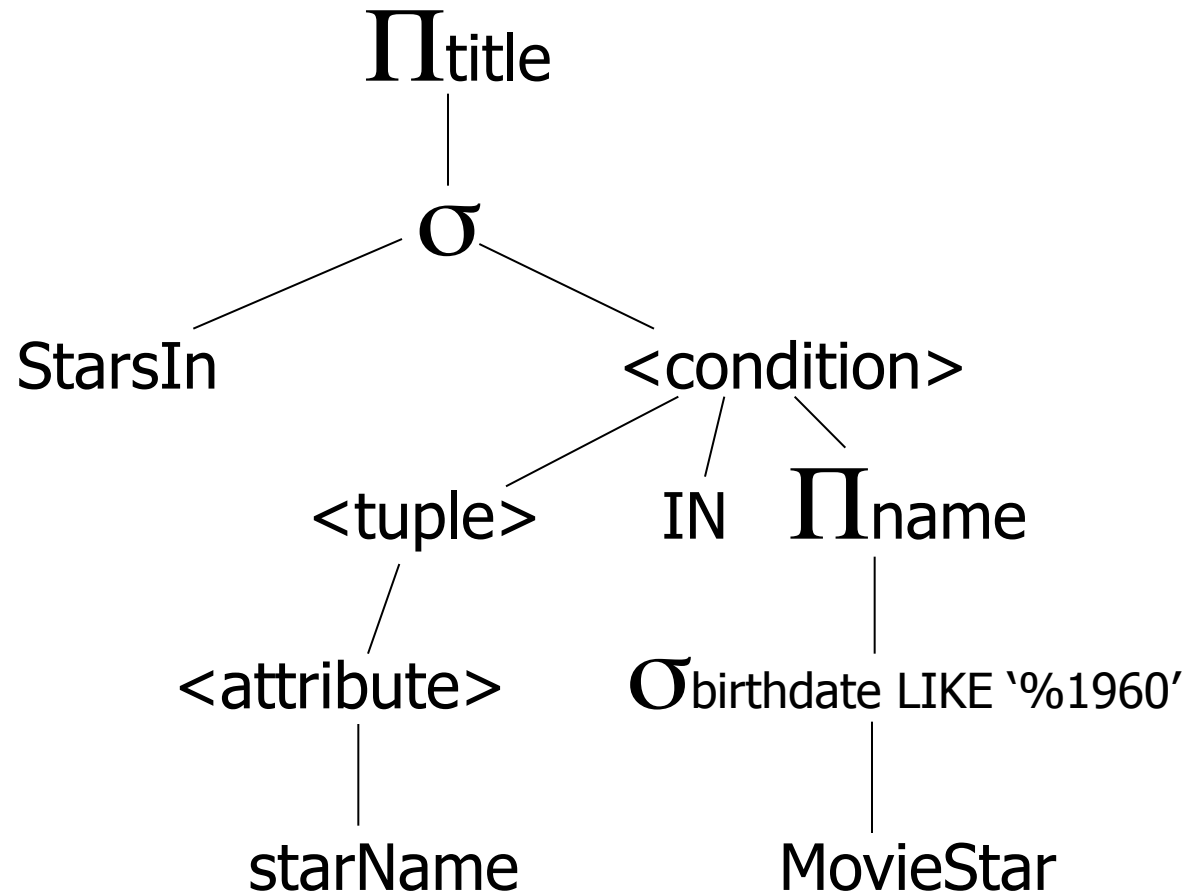 Πtitle
σ
StarsIn <condition>
<tuple> IN Πname
<attribute> σbirthdate LIKE ‘%1960’
starName MovieStar